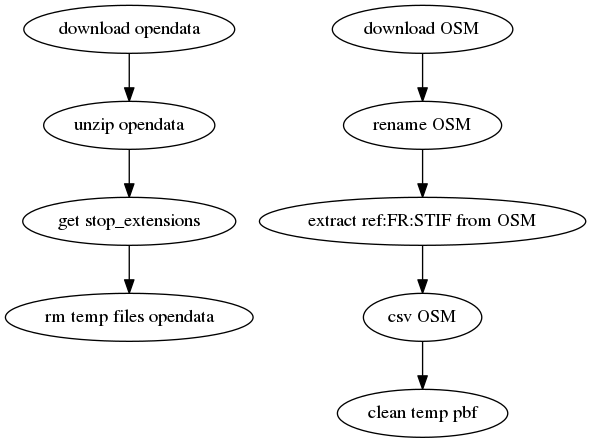 download opendata
unzip opendata
get stop_extensions
rm temp files opendata
download OSM
rename OSM
extract ref:FR:STIF from OSM
csv OSM
clean temp pbf